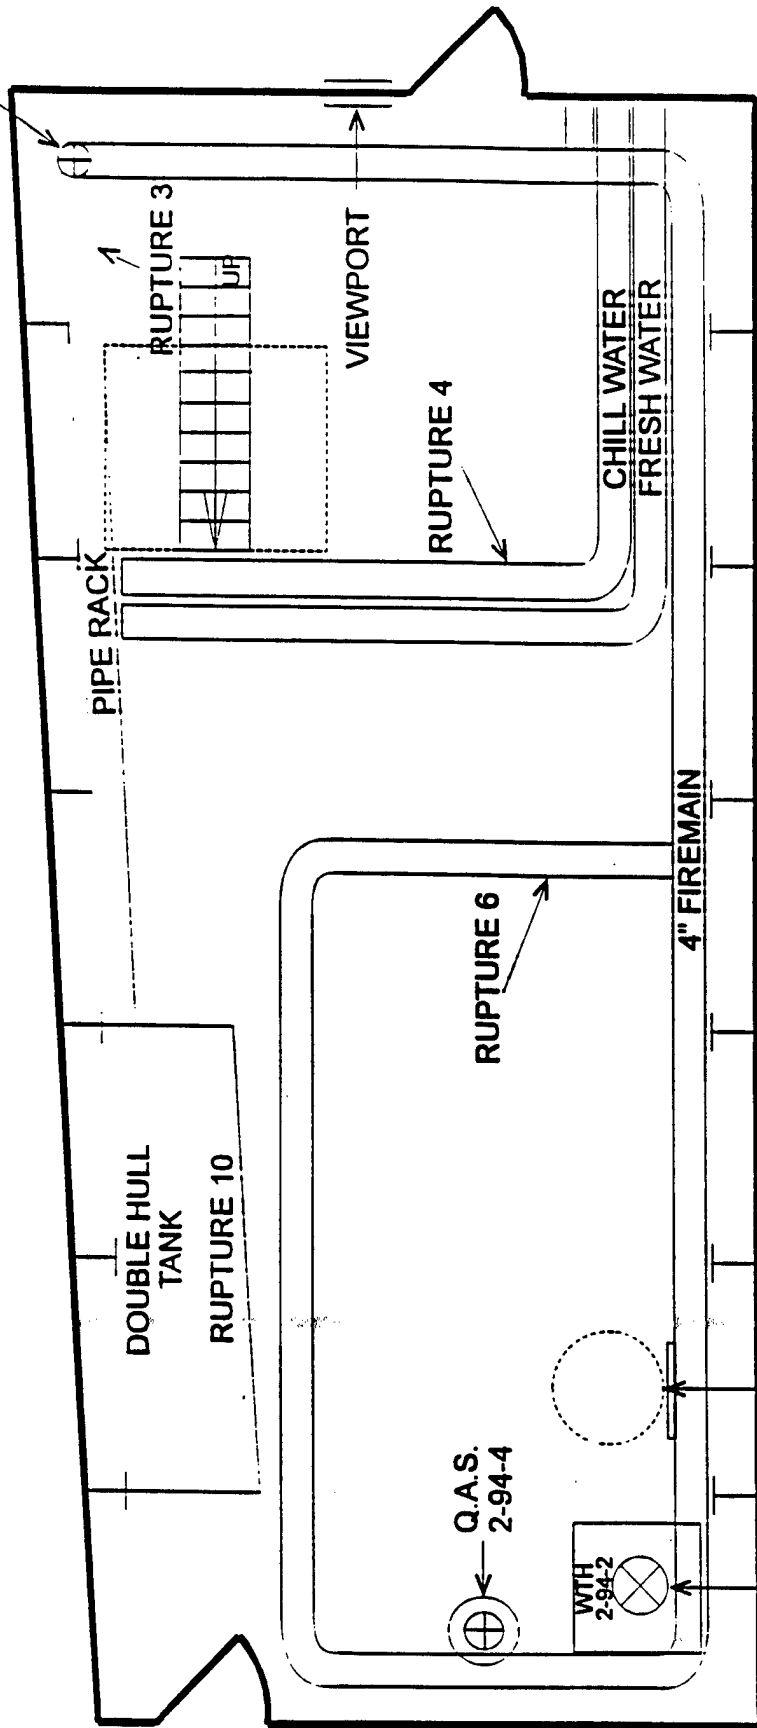 DOUBLE HULL
TANK
RUPTURE 10
PIPE RACK
RUPTURE 3
UP
VIEWPORT
RUPTURE 4
CHILL WATER
FRESH WATER
RUPTURE 6
4" FIREMAIN
Q.A.S.
2-94-4
WTH
2-94-2